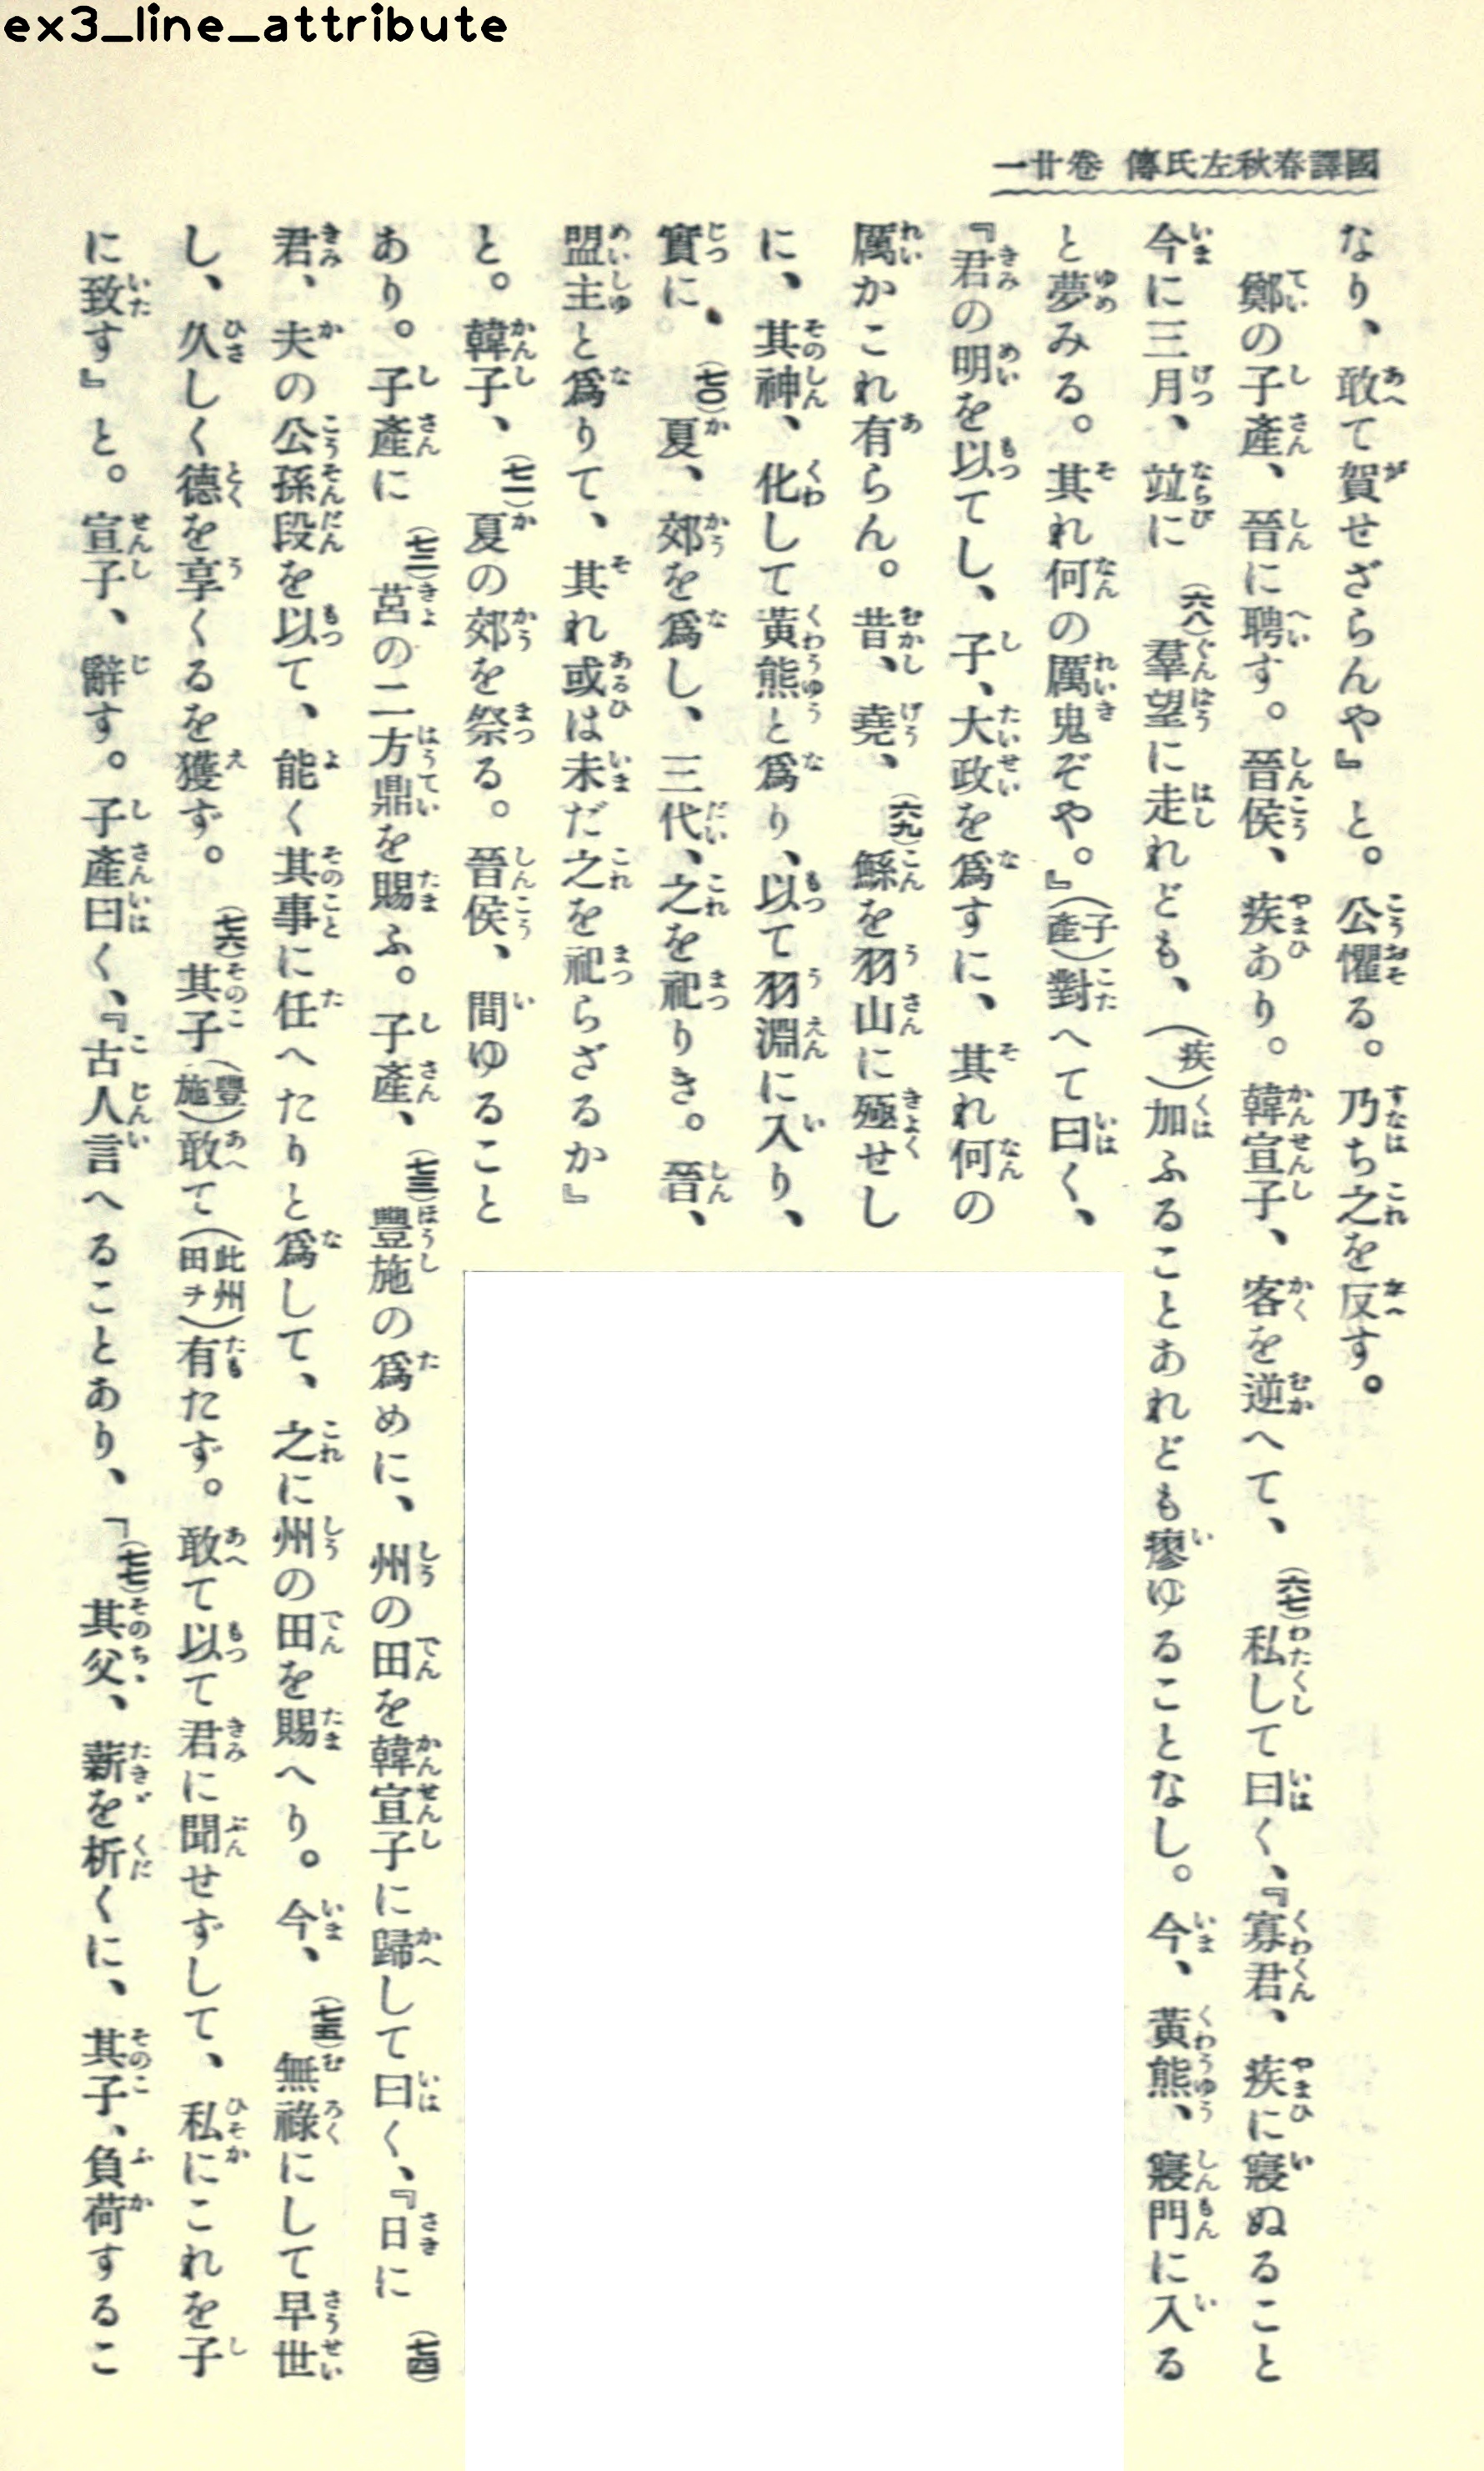 ex3_line_attribute
國譯春秋左氏傳 卷廿一
なり、敢て賀せざらんや』と。公懼る。乃ち之を反す。
鄭の子產、晉に聘す。晉侯、疾あり。韓宣子、客を逆へて、(六七)私して曰く、『寡君、疾に寢ぬること
今に三月、竝に(六八)羣望に走れども、(疾)加ふることあれども瘳ゆることなし。今、黃熊、寢門に入る
と夢みる。其れ何の厲鬼ぞや。』(子產)對へて曰く、
『君の明を以てし、子、大政を爲すに、其れ何の
厲かこれ有らん。昔、堯、(六九)鯀を羽山に殛せし
に、其神、化して黃熊と爲り、以て羽淵に入り、
實に、(七〇)夏、郊を爲し、三代、之を祀りき。晉、
盟主と爲りて、其れ或は未だ之を祀らざるか』
と。韓子、(七一)夏の郊を祭る。晉侯、間ゆること
あり。子產に(七二)莒の二方鼎を賜ふ。子產、(七三)豐施の爲めに、州の田を韓宣子に歸して曰く、『日に(七四)
君、夫の公孫段を以て、能く其事に任へたりと爲して、之に州の田を賜へり。今、(七五)無祿にして早世
し、久しく德を享くるを獲ず。(七六)其子(豐施)敢て(此州田チ)有たず。敢て以て君に聞せずして、私にこれを子
に致す』と。宣子、辭す。子產曰く、『古人言へることあり、「(七七)其父、薪を析くに、其子、負荷するこ